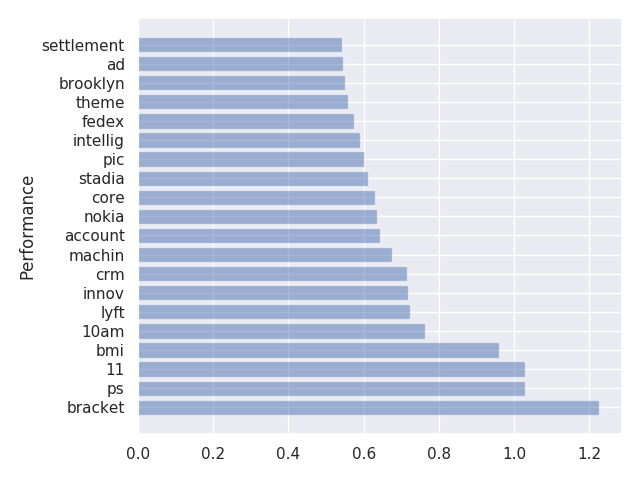 settlement
ad
brooklyn
theme
fedex
intellig
pic
stadia
core
nokia
account
machin
crm
innov
lyft
10am
bmi
11
ps
bracket
Performance
0.0 0.2 0.4 0.6 0.8 1.0 1.2